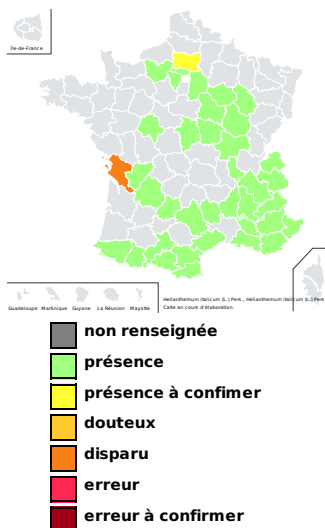 Île-de-France
Guadeloupe Martinique Guyane La Réunion Mayotte
Helianthemum italicum (L.) Pers., Helianthemum italicum (L.) Pers
Carte en cours d'élaboration.
non renseignée
présence
présence à confimer
douteux
disparu
erreur
erreur à confirmer